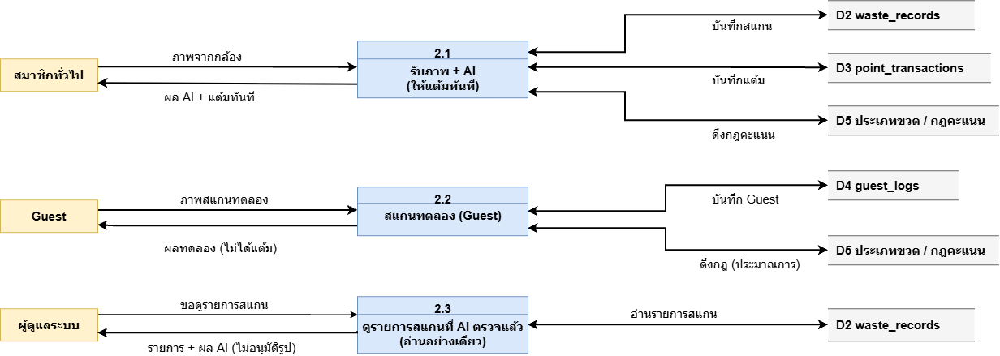 สมาชิกทั่วไป
ภาพจากกล้อง
ผล AI + แต้มทันที
2.1
รับภาพ + AI
(ให้แต้มทันที)
บันทึกสแกน
D2 waste_records
บันทึกแต้ม
D3 point_transactions
ดึงกฎคะแนน
D5 ประเภทขวด / กฎคะแนน
Guest
ภาพสแกนทดลอง
ผลทดลอง (ไม่ได้แต้ม)
2.2
สแกนทดลอง (Guest)
บันทึก Guest
D4 guest_logs
ดึงกฎ (ประมาณการ)
D5 ประเภทขวด / กฎคะแนน
ผู้ดูแลระบบ
ขอดูรายการสแกน
รายการ + ผล AI (ไม่อนุมัติรูป)
2.3
ดูรายการสแกนที่ AI ตรวจแล้ว
(อ่านอย่างเดียว)
อ่านรายการสแกน
D2 waste_records